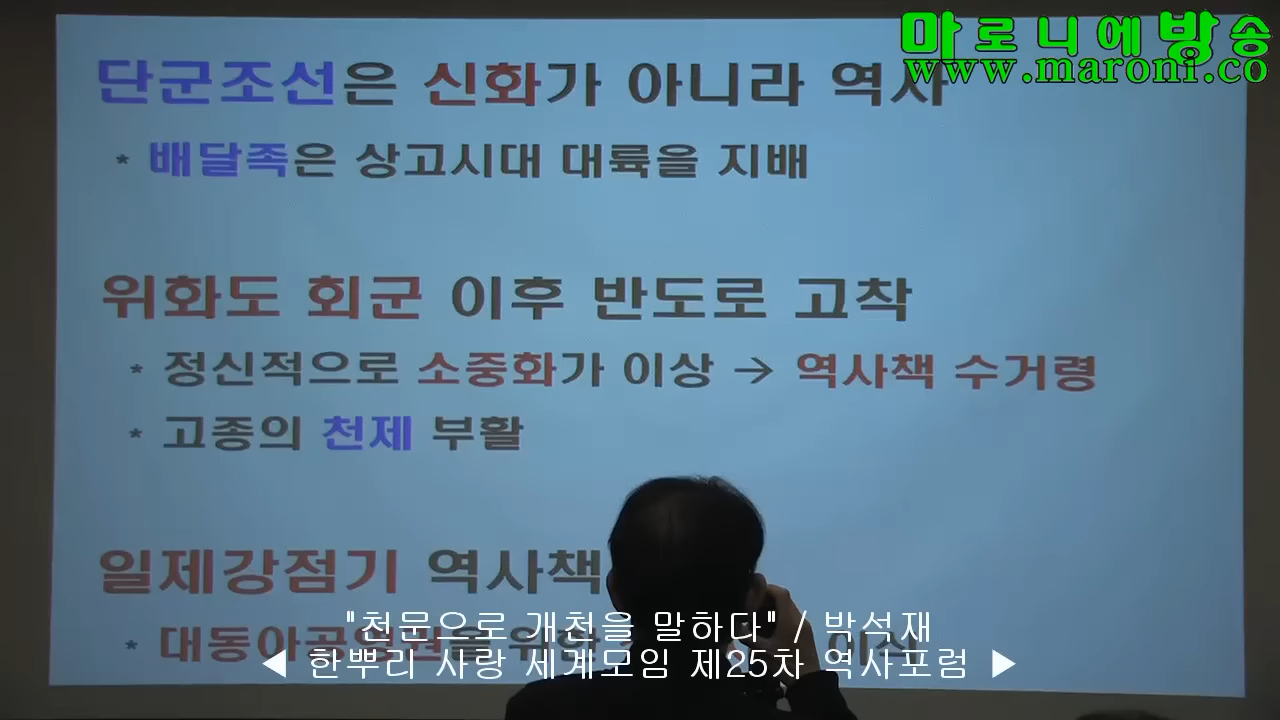 마로니에방송
www.maroni.co
단군조선은 신화가 아니라 역사
* 배달족은 상고시대 대륙을 지배
위화도 회군 이후 반도로 고착
* 정신적으로 소중화가 이상 → 역사책 수거령
* 고종의 천제 부활
일제강점기 역사책
* 대동아공영권을 위한
"천문으로 개천을 말하다" / 박석재
◀ 한뿌리 사랑 세계모임 제25차 역사포럼 ▶